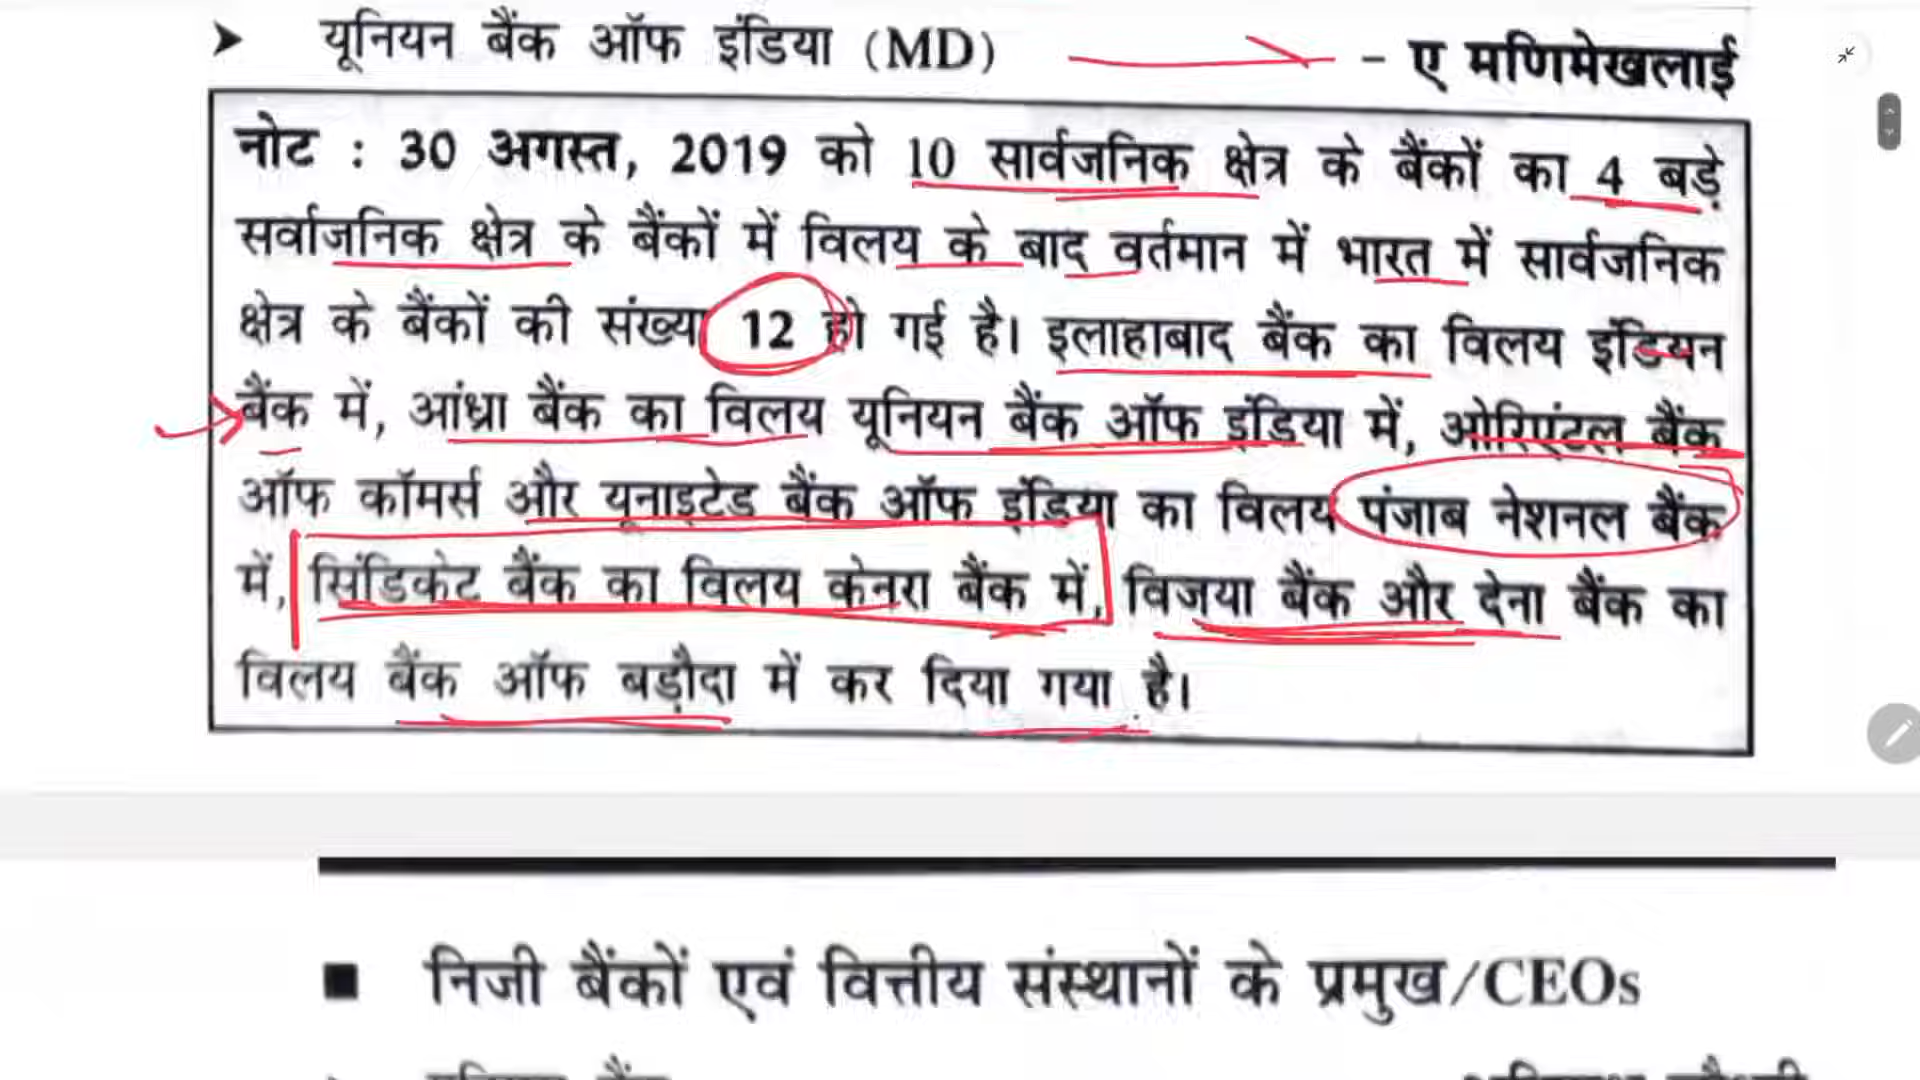 ➤ यूनियन बैंक ऑफ इंडिया (MD) - ए मणिमेखलाई
नोट : 30 अगस्त, 2019 को 10 सार्वजनिक क्षेत्र के बैंकों का 4 बड़े
सर्वाजनिक क्षेत्र के बैंकों में विलय के बाद वर्तमान में भारत में सार्वजनिक
क्षेत्र के बैंकों की संख्या 12 हो गई है। इलाहाबाद बैंक का विलय इंडियन
बैंक में, आंध्रा बैंक का विलय यूनियन बैंक ऑफ इंडिया में, ओरिएंटल बैंक
ऑफ कॉमर्स और यूनाइटेड बैंक ऑफ इंडिया का विलय पंजाब नेशनल बैंक
में, सिंडिकेट बैंक का विलय केनरा बैंक में, विजया बैंक और देना बैंक का
विलय बैंक ऑफ बड़ौदा में कर दिया गया है।
■ निजी बैंकों एवं वित्तीय संस्थानों के प्रमुख/CEOs